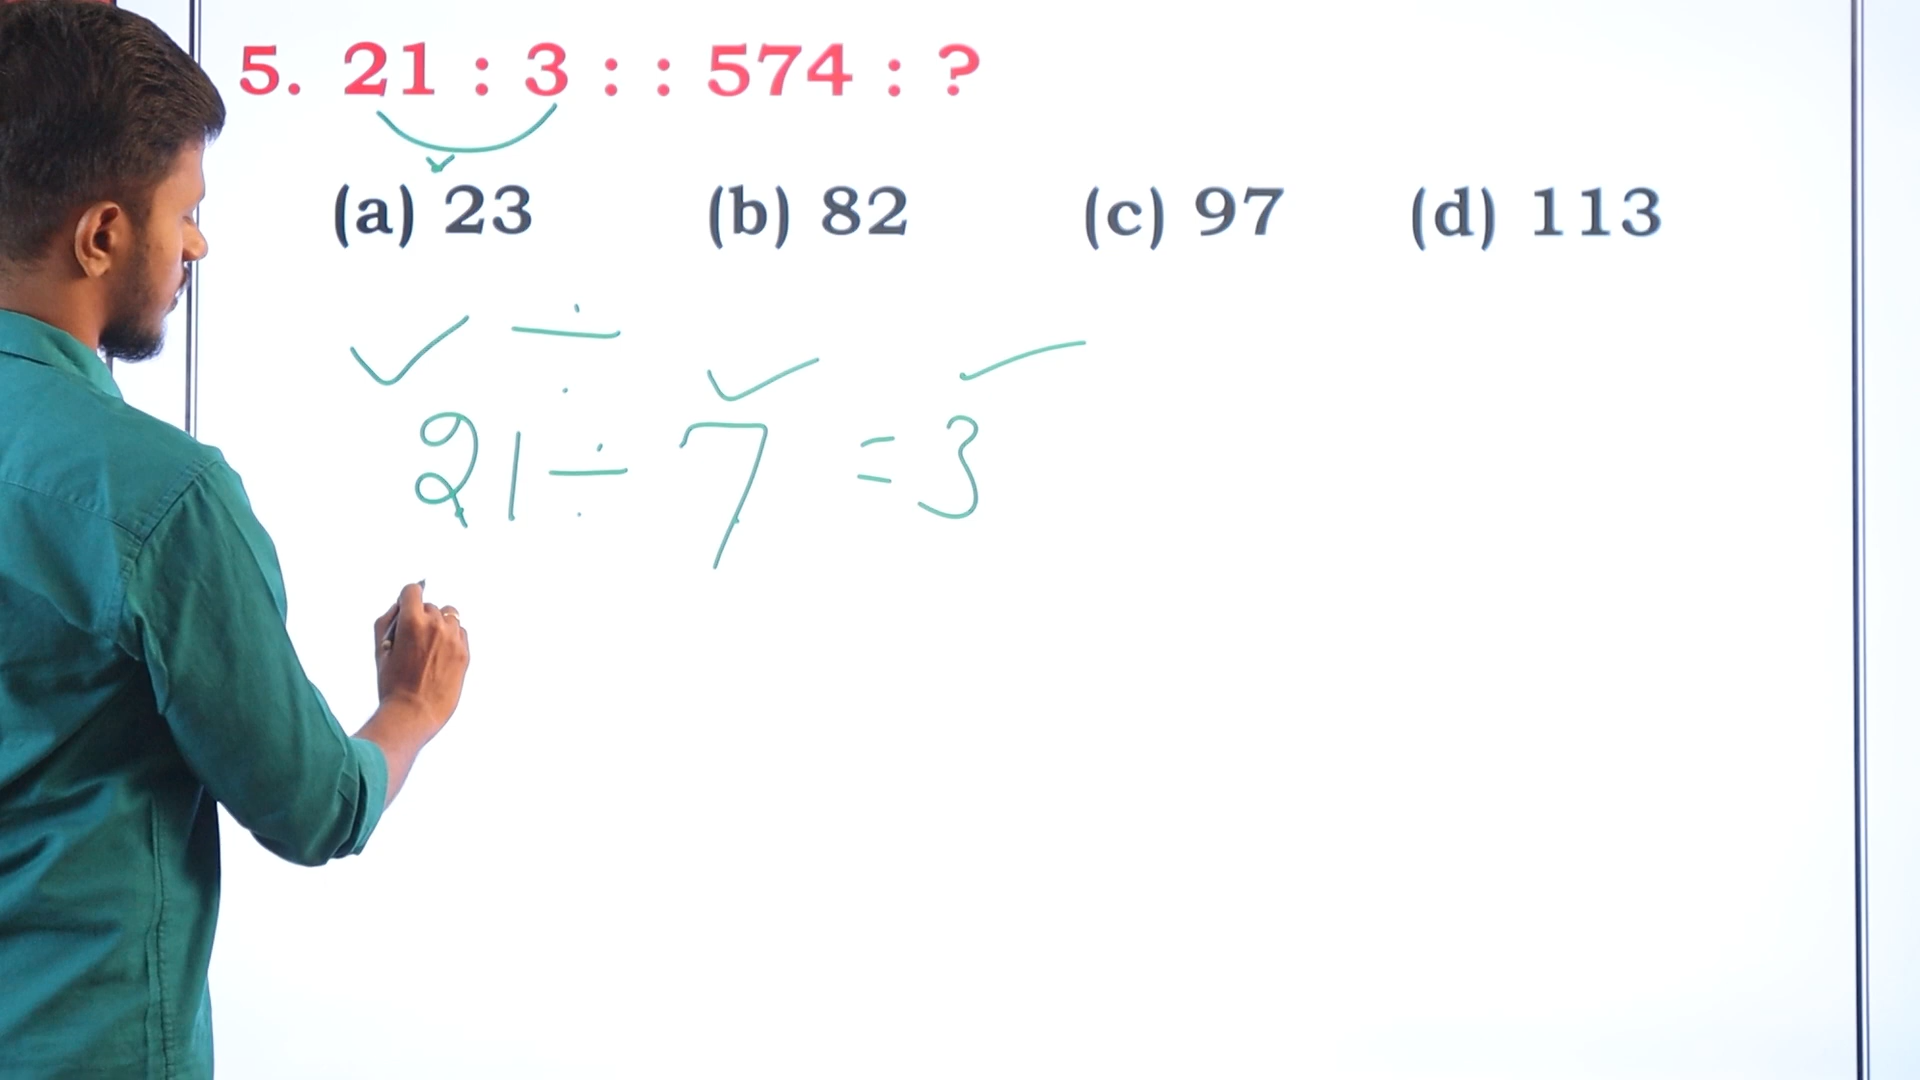 5. 21 : 3 : : 574 : ?
(a) 23 (b) 82 (c) 97 (d) 113
÷
21 ÷ 7 = 3